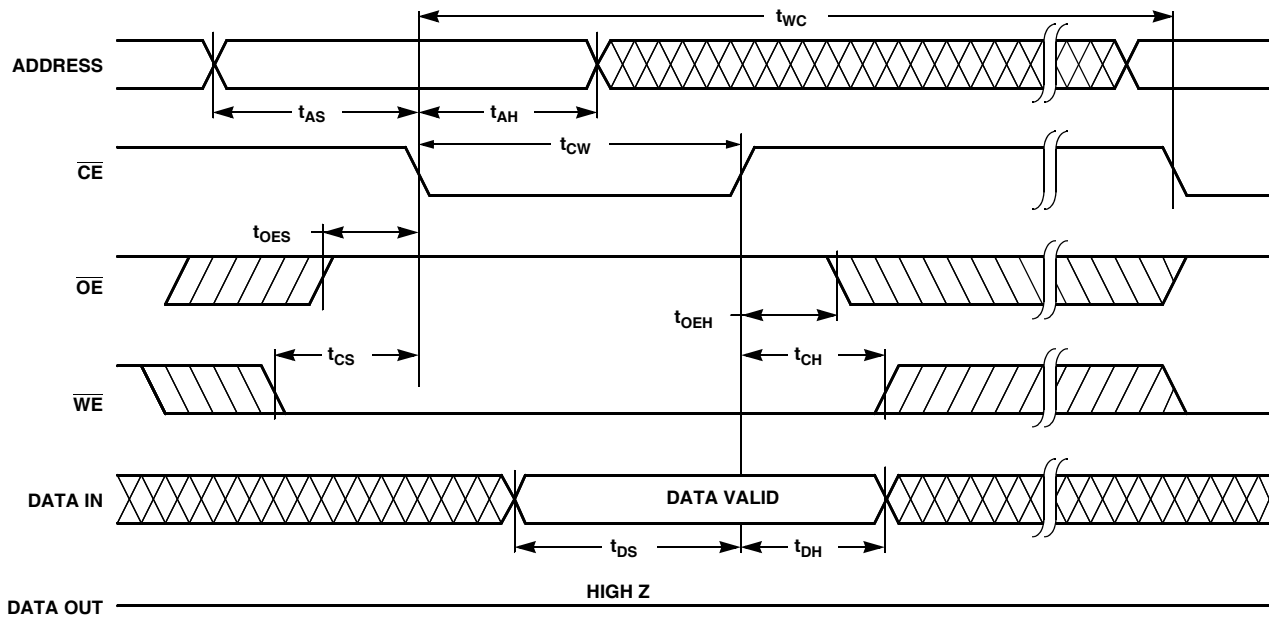 tWC
ADDRESS
tAS
tAH
tCW
CE
tOES
OE
tOEH
tCS
tCH
WE
DATA IN
DATA VALID
tDS
tDH
HIGH Z
DATA OUT